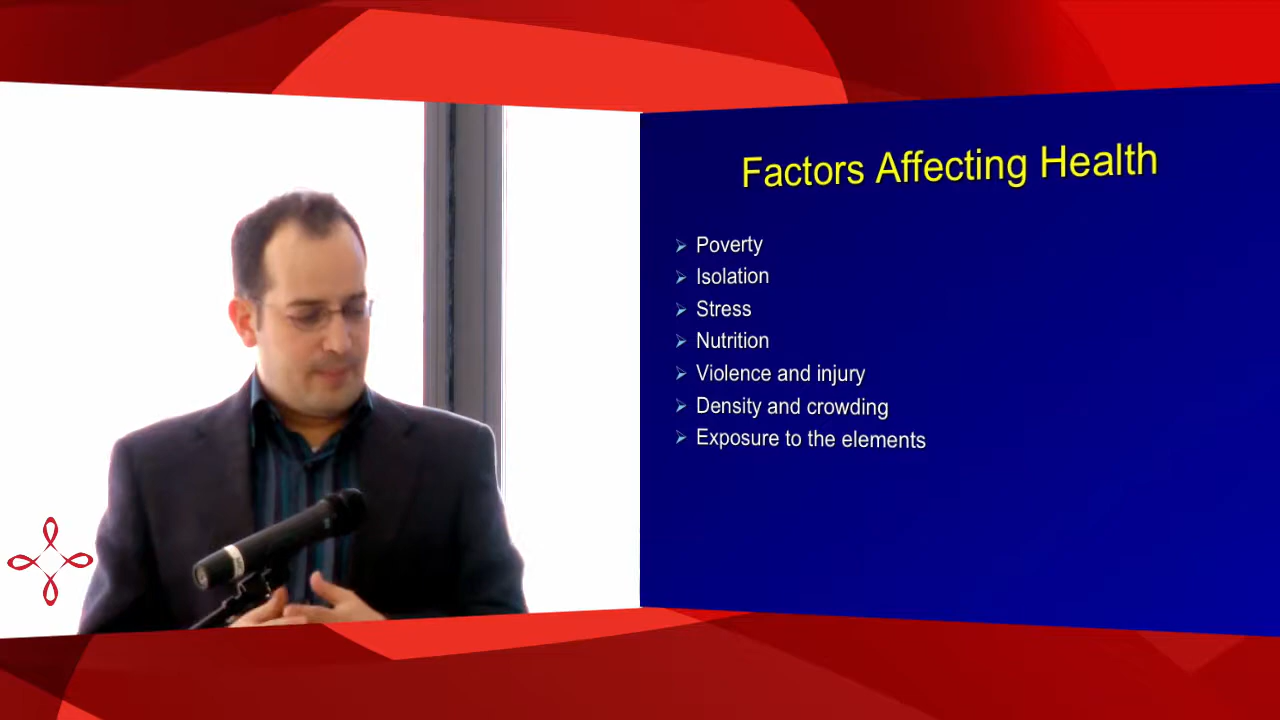 Factors Affecting Health
Poverty
Isolation
Stress
Nutrition
Violence and injury
Density and crowding
Exposure to the elements